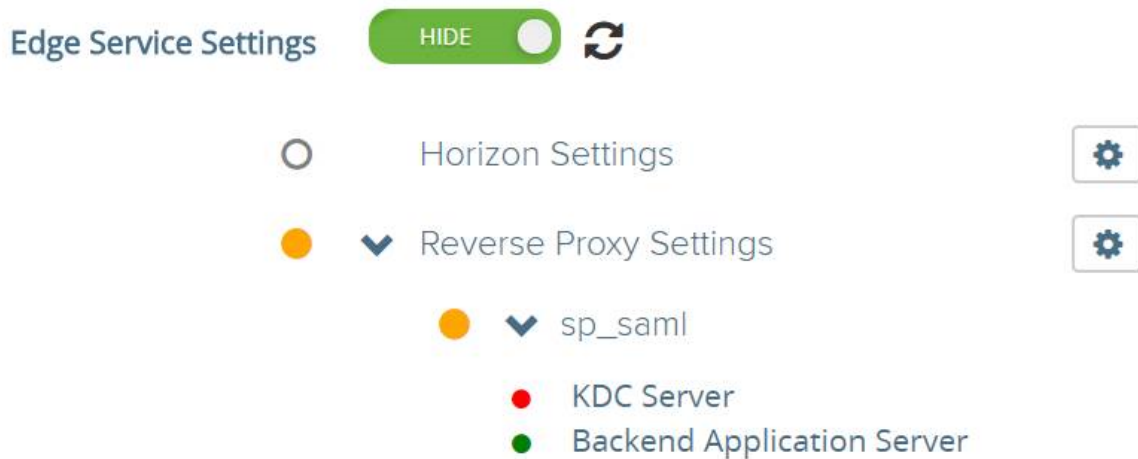 Edge Service Settings HIDE
Horizon Settings
Reverse Proxy Settings
sp_saml
KDC Server
Backend Application Server